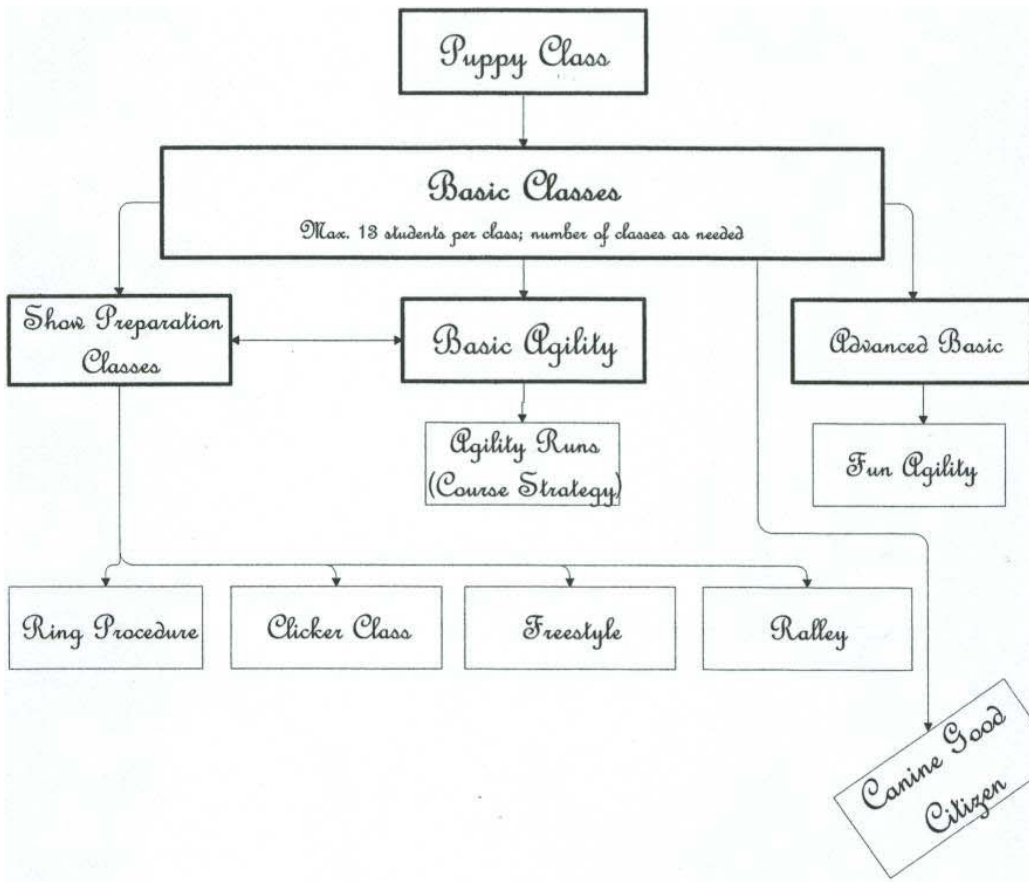 Puppy Class
Basic Classes
Max. 13 students per class; number of classes as needed
Show Preparation
Classes
Basic Agility
Advanced Basic
Agility Runs
(Course Strategy)
Fun Agility
Ring Procedure
Clicker Class
Freestyle
Ralley
Canine Good
Citizen